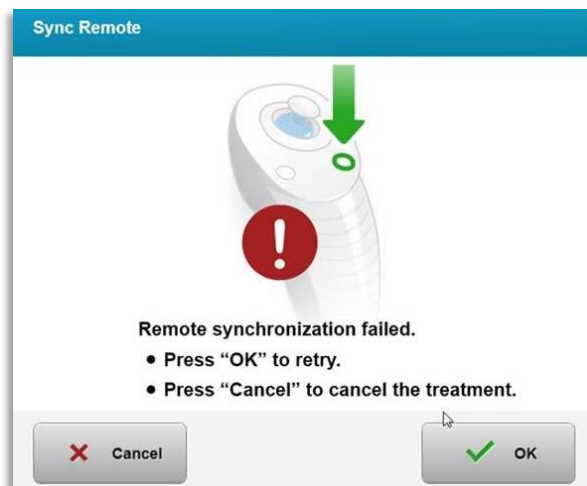 Sync Remote
Remote synchronization failed.
• Press “OK” to retry.
• Press “Cancel” to cancel the treatment.
Cancel
OK